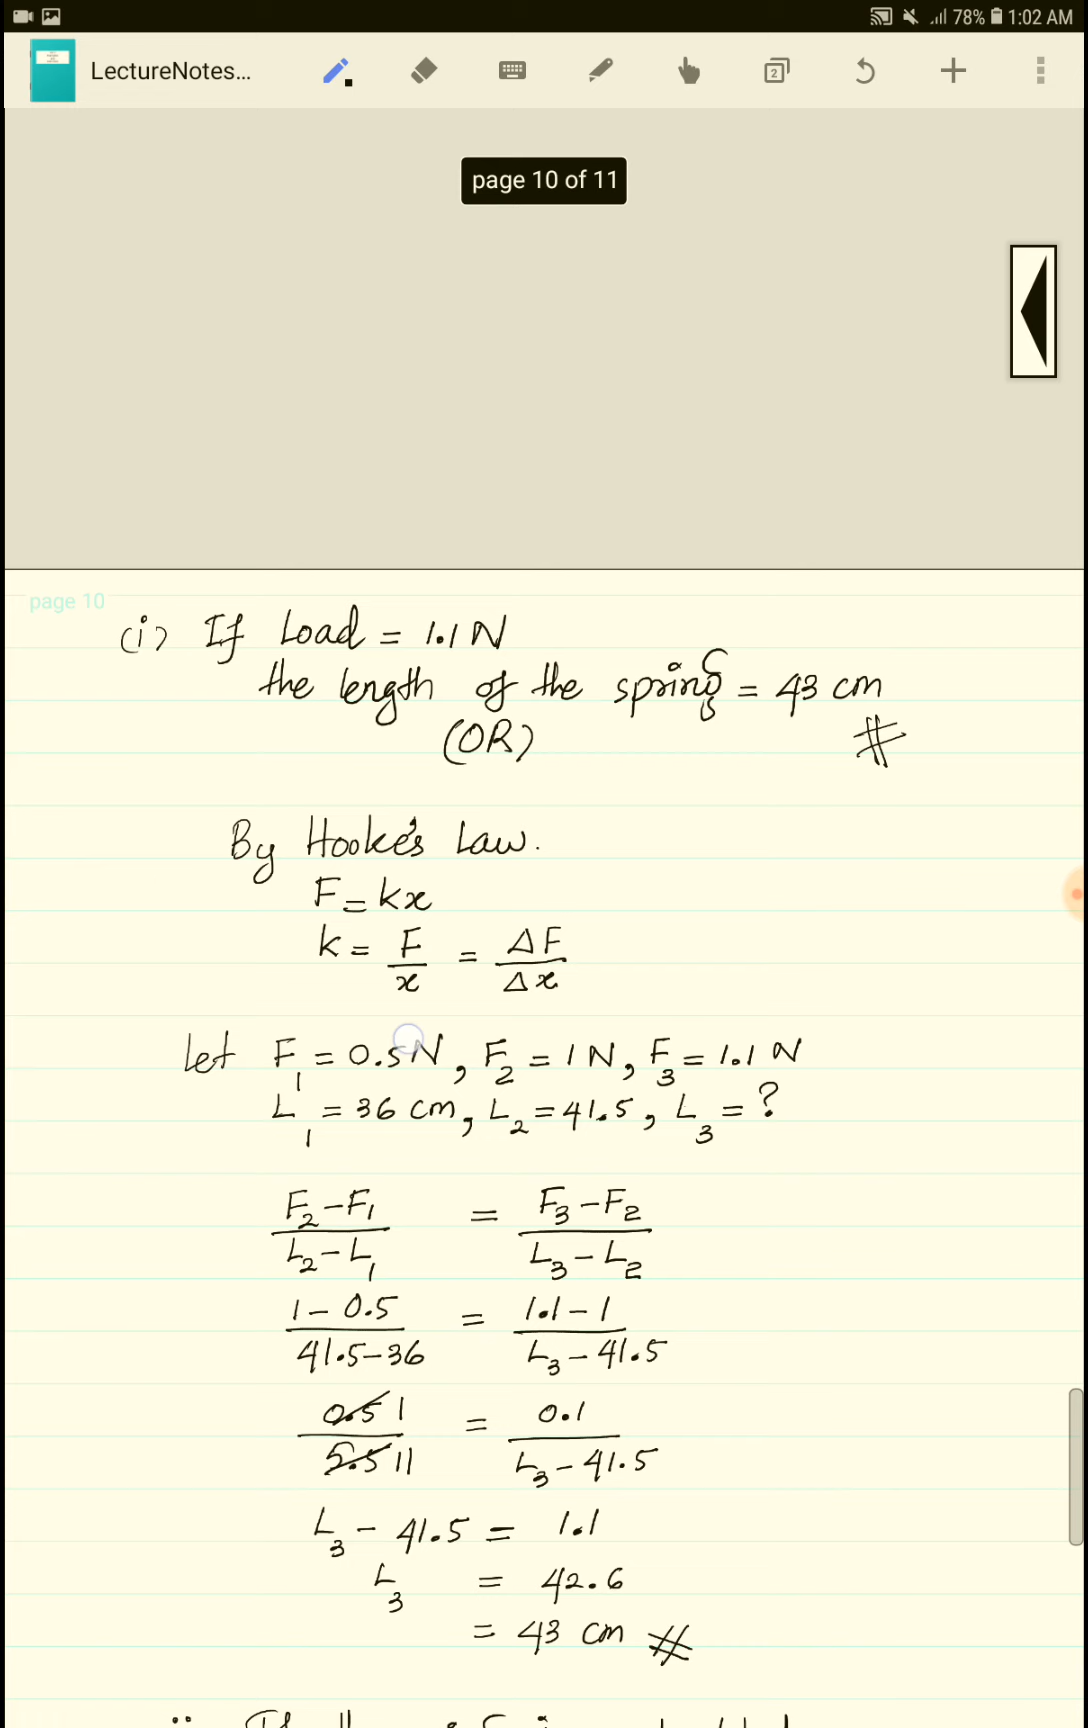 78% 1:02 AM
LectureNotes...
2
page 10 of 11
page 10
(i) If Load = 1.1 N
the length of the spring = 43 cm
(OR)
By Hooke's Law.
F = kx
k = F/x = ΔF/Δx
let F₁ = 0.5 N, F₂ = 1 N, F₃ = 1.1 N
L₁ = 36 cm, L₂ = 41.5, L₃ = ?
F₂ - F₁ = F₃ - F₂
L₂ - L₁ L₃ - L₂
1 - 0.5 = 1.1 - 1
41.5 - 36 L₃ - 41.5
0.5 1 = 0.1
5.5 11 L₃ - 41.5
L₃ - 41.5 = 1.1
L₃ = 42.6
= 43 cm